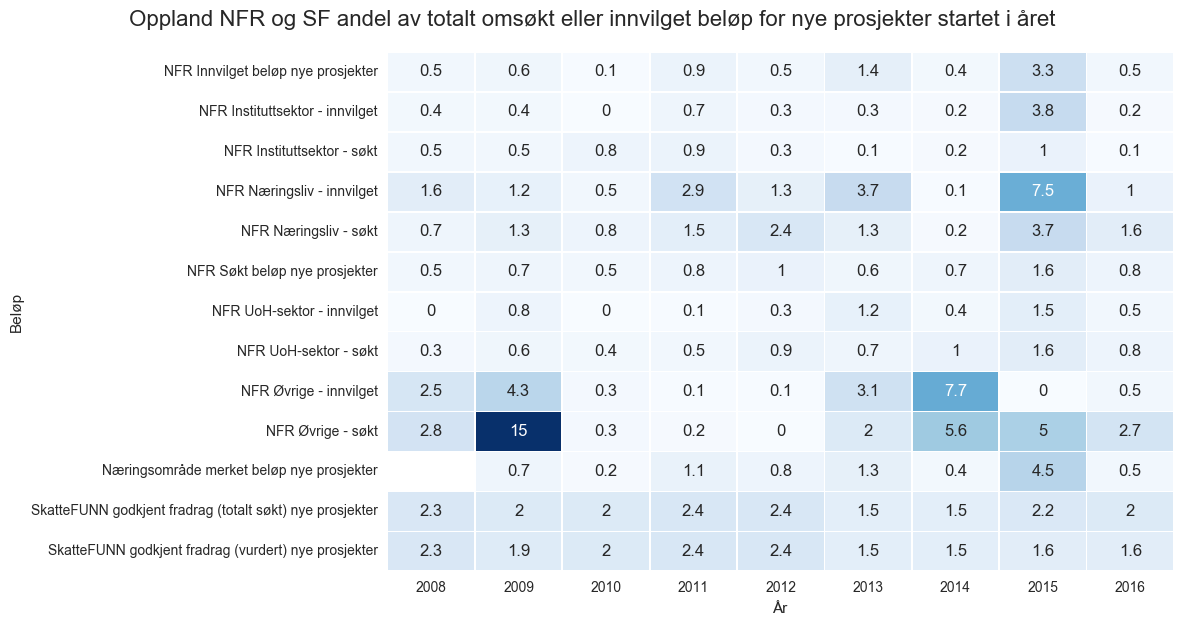 Oppland NFR og SF andel av totalt omsøkt eller innvilget beløp for nye prosjekter startet i året
Beløp
NFR Innvilget beløp nye prosjekter 0.5 0.6 0.1 0.9 0.5 1.4 0.4 3.3 0.5
NFR Instituttsektor - innvilget 0.4 0.4 0 0.7 0.3 0.3 0.2 3.8 0.2
NFR Instituttsektor - søkt 0.5 0.5 0.8 0.9 0.3 0.1 0.2 1 0.1
NFR Næringsliv - innvilget 1.6 1.2 0.5 2.9 1.3 3.7 0.1 7.5 1
NFR Næringsliv - søkt 0.7 1.3 0.8 1.5 2.4 1.3 0.2 3.7 1.6
NFR Søkt beløp nye prosjekter 0.5 0.7 0.5 0.8 1 0.6 0.7 1.6 0.8
NFR UoH-sektor - innvilget 0 0.8 0 0.1 0.3 1.2 0.4 1.5 0.5
NFR UoH-sektor - søkt 0.3 0.6 0.4 0.5 0.9 0.7 1 1.6 0.8
NFR Øvrige - innvilget 2.5 4.3 0.3 0.1 0.1 3.1 7.7 0 0.5
NFR Øvrige - søkt 2.8 15 0.3 0.2 0 2 5.6 5 2.7
Næringsområde merket beløp nye prosjekter 0.7 0.2 1.1 0.8 1.3 0.4 4.5 0.5
SkatteFUNN godkjent fradrag (totalt søkt) nye prosjekter 2.3 2 2 2.4 2.4 1.5 1.5 2.2 2
SkatteFUNN godkjent fradrag (vurdert) nye prosjekter 2.3 1.9 2 2.4 2.4 1.5 1.5 1.6 1.6
2008 2009 2010 2011 2012 2013 2014 2015 2016
År